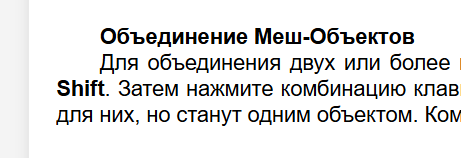 Объединение Меш-Объектов
Для объединения двух или более
Shift. Затем нажмите комбинацию клав
для них, но станут одним объектом. Ком